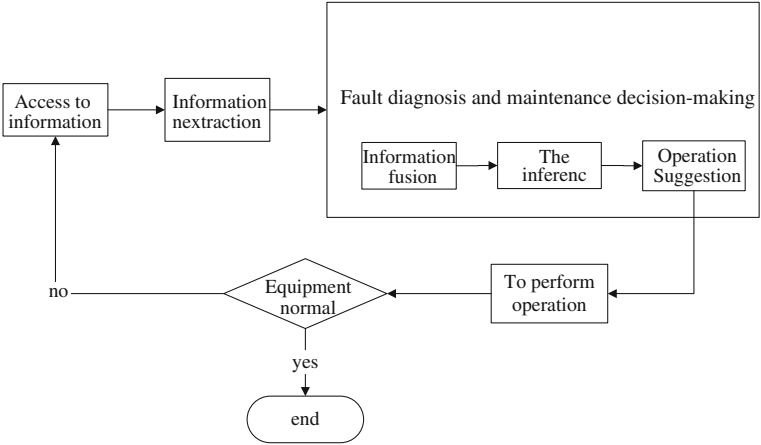 Access to
information
Information
nextraction
Fault diagnosis and maintenance decision-making
Information
fusion
The
inferenc
Operation
Suggestion
To perform
operation
Equipment
normal
no
yes
end